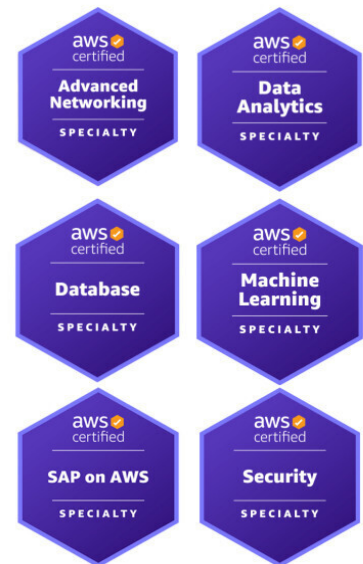 aws
certified
Advanced
Networking
SPECIALTY
aws
certified
Data
Analytics
SPECIALTY
aws
certified
Database
SPECIALTY
aws
certified
Machine
Learning
SPECIALTY
aws
certified
SAP on AWS
SPECIALTY
aws
certified
Security
SPECIALTY